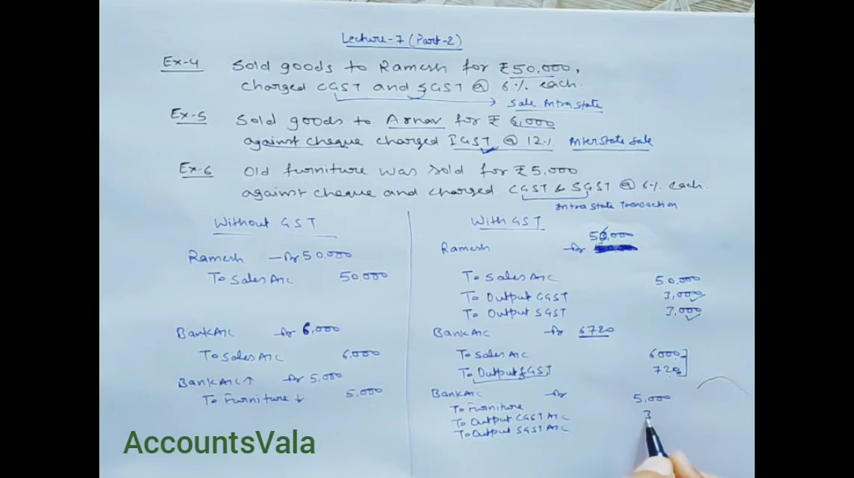 Lecture-7 (Part-2)
Ex-4 Sold goods to Ramesh for ₹50,000,
charged CGST and SGST @ 6% each.
Sale Intra State
Ex-5 Sold goods to Arnav for ₹ 6,000
against cheque charged IGST @ 12% Interstate Sale
Ex-6 Old furniture was sold for ₹5,000
against cheque and charged CGST & SGST @ 6% each.
Intra State Transaction
Without GST
Ramesh —Dr 50,000
To Sales A/c 50,000
Bank A/c —Dr 6,000
To Sales A/c 6,000
Bank A/c ↑ —Dr 5,000
To Furniture ↓ 5,000
With GST
Ramesh —Dr
To Sales A/c 50,000
To Output CGST 3,000
To Output SGST 3,000
Bank A/c —Dr 6720
To Sales A/c 6000
To Output IGST 720
Bank A/c —Dr
To Furniture 5,000
To Output CGST A/c 3
To Output SGST A/c
AccountsVala